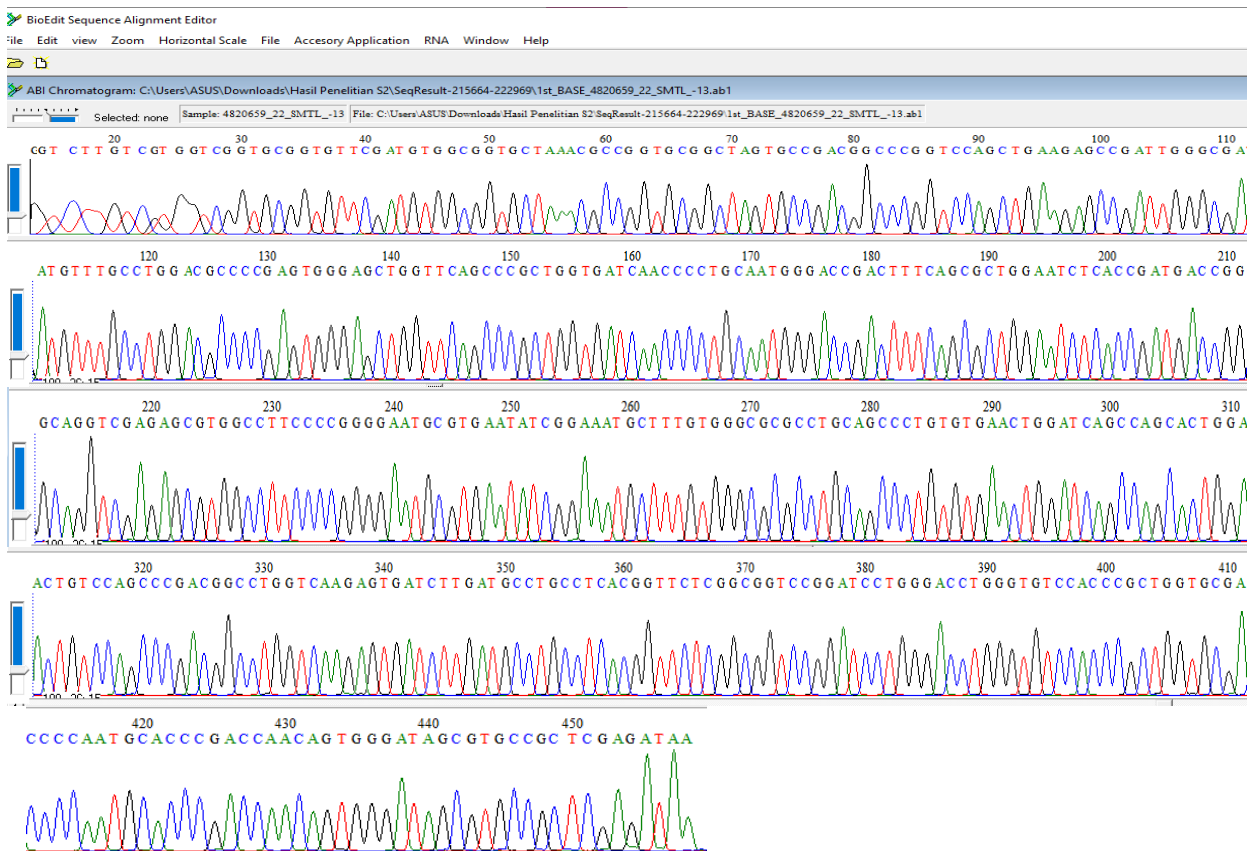 BioEdit Sequence Alignment Editor
File Edit view Zoom Horizontal Scale File Accesory Application RNA Window Help
ABI Chromatogram: C:\Users\ASUS\Downloads\Hasil Penelitian S2\SeqResult-215664-222969\1st_BASE_4820659_22_SMTL_-13.ab1
Selected: none Sample: 4820659_22_SMTL_-13 File: C:\Users\ASUS\Downloads\Hasil Penelitian S2\SeqResult-215664-222969\1st_BASE_4820659_22_SMTL_-13.ab1
20 30 40 50 60 70 80 90 100 110
CGT CTTGTCGTGGTCGGTGCGGTGTTCGATGTGGCGGTGCTAAACGCCGGTGCGGCTAGTGCCGACGGCCCGGTCCAGCTGAAGAGCCGATTGGGCGA
120 130 140 150 160 170 180 190 200 210
ATGTTTGCCTGGACGCCCCGAGTGGGAGCTGGTTCAGCCCGCTGGTGATCAACCCCTGCAATGGGACCGACTTTCAGCGCTGGAATCTCACCGATGACCGG
220 230 240 250 260 270 280 290 300 310
GCAGGTCGAGAGCGTGGCCTTCCCCGGGGAATGCGTGAATATCGGAAATGCTTTGTGGGCGCGCCTGCAGCCCTGTGTGAACTGGATCAGCCAGCACTGGA
320 330 340 350 360 370 380 390 400 410
ACTGTCCAGCCCGACGGCCTGGTCAAGAGTGATCTTGATGCCTGCCTCACGGTTCTCGGCGGTCCGGATCCTGGGACCTGGGTGTCCACCCGCTGGTGCGA
420 430 440 450
CCCCAATGCACCCGACCAACAGTGGGATAGCGTGCCGCTCGAGATAA